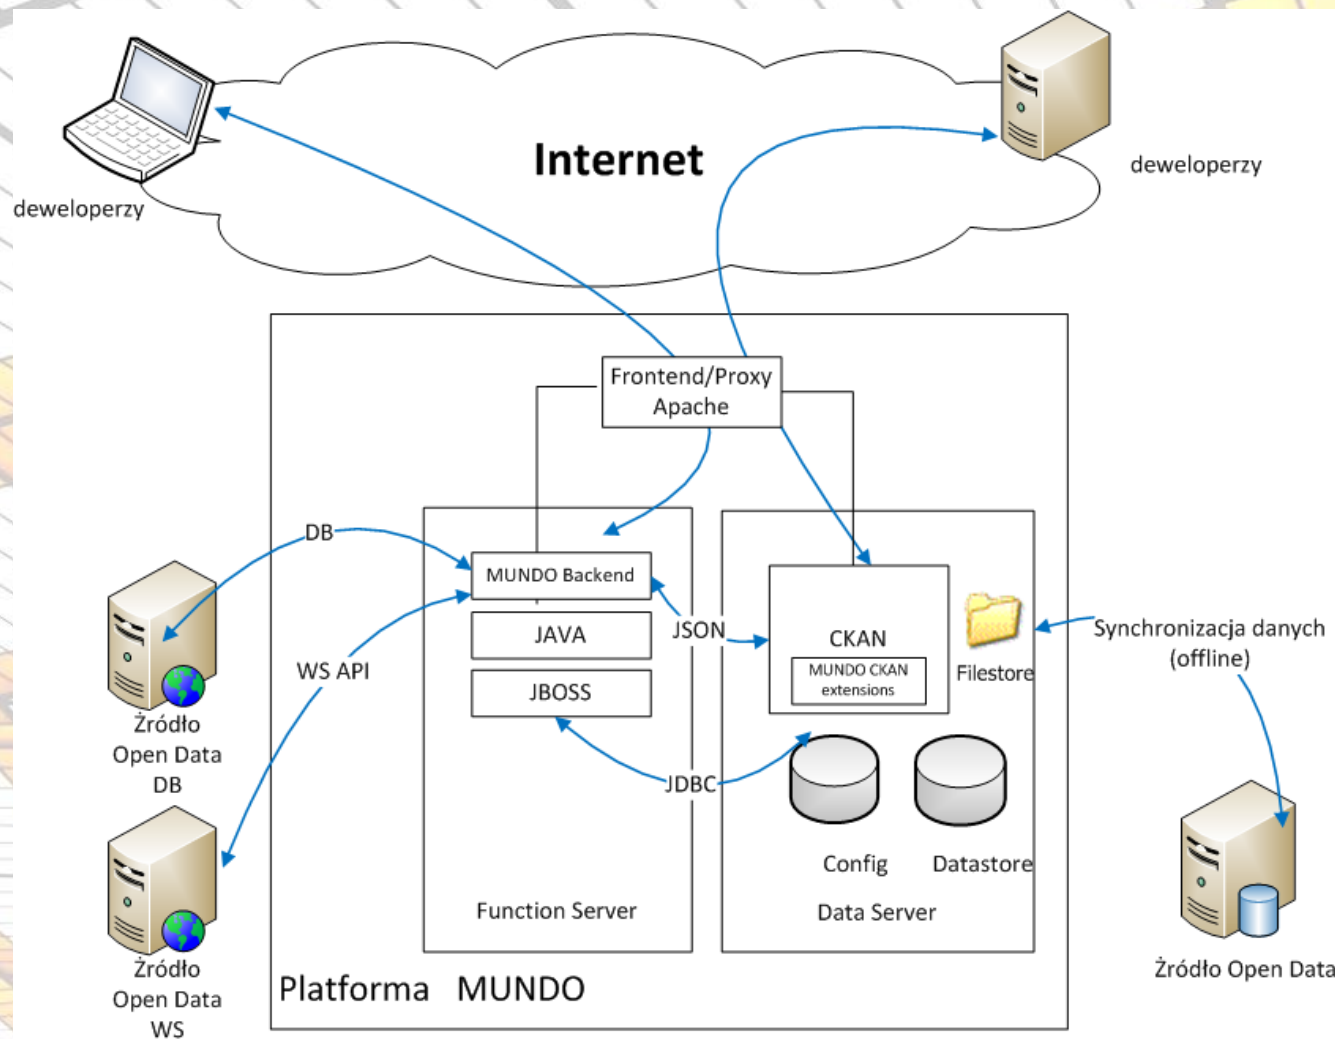 Internet
deweloperzy
deweloperzy
Frontend/Proxy
Apache
DB
MUNDO Backend
JAVA
JBOSS
WS API
JSON
JDBC
CKAN
MUNDO CKAN
extensions
Filestore
Synchronizacja danych
(offline)
Źródło
Open Data
DB
Config
Datastore
Function Server
Data Server
Źródło
Open Data
WS
Źródło Open Data
Platforma MUNDO